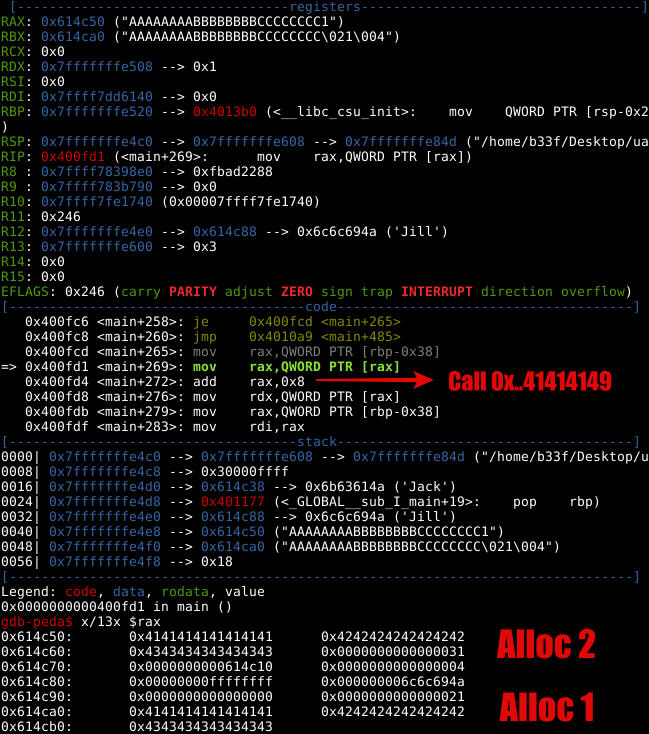 [----------------------------------registers-----------------------------------]
RAX: 0x614c50 ("AAAAAAAABBBBBBBBCCCCCCCC1")
RBX: 0x614ca0 ("AAAAAAAABBBBBBBBCCCCCCCC\021\004")
RCX: 0x0
RDX: 0x7fffffffe508 --> 0x1
RSI: 0x0
RDI: 0x7ffff7dd6140 --> 0x0
RBP: 0x7fffffffe520 --> 0x4013b0 (<__libc_csu_init>: mov QWORD PTR [rsp-0x2
)
RSP: 0x7fffffffe4c0 --> 0x7fffffffe608 --> 0x7fffffffe84d ("/home/b33f/Desktop/ua
RIP: 0x400fd1 (<main+269>: mov rax,QWORD PTR [rax])
R8 : 0x7ffff78398e0 --> 0xfbad2288
R9 : 0x7ffff783b790 --> 0x0
R10: 0x7ffff7fe1740 (0x00007ffff7fe1740)
R11: 0x246
R12: 0x7fffffffe4e0 --> 0x614c88 --> 0x6c6c694a ('Jill')
R13: 0x7fffffffe600 --> 0x3
R14: 0x0
R15: 0x0
EFLAGS: 0x246 (carry PARITY adjust ZERO sign trap INTERRUPT direction overflow)
[-------------------------------------code-------------------------------------]
0x400fc6 <main+258>: je 0x400fcd <main+265>
0x400fc8 <main+260>: jmp 0x4010a9 <main+485>
0x400fcd <main+265>: mov rax,QWORD PTR [rbp-0x38]
=> 0x400fd1 <main+269>: mov rax,QWORD PTR [rax]
0x400fd4 <main+272>: add rax,0x8 Call 0x..41414149
0x400fd8 <main+276>: mov rdx,QWORD PTR [rax]
0x400fdb <main+279>: mov rax,QWORD PTR [rbp-0x38]
0x400fdf <main+283>: mov rdi,rax
[------------------------------------stack-------------------------------------]
0000| 0x7fffffffe4c0 --> 0x7fffffffe608 --> 0x7fffffffe84d ("/home/b33f/Desktop/u
0008| 0x7fffffffe4c8 --> 0x30000ffff
0016| 0x7fffffffe4d0 --> 0x614c38 --> 0x6b63614a ('Jack')
0024| 0x7fffffffe4d8 --> 0x401177 (<_GLOBAL__sub_I_main+19>: pop rbp)
0032| 0x7fffffffe4e0 --> 0x614c88 --> 0x6c6c694a ('Jill')
0040| 0x7fffffffe4e8 --> 0x614c50 ("AAAAAAAABBBBBBBBCCCCCCCC1")
0048| 0x7fffffffe4f0 --> 0x614ca0 ("AAAAAAAABBBBBBBBCCCCCCCC\021\004")
0056| 0x7fffffffe4f8 --> 0x18
[------------------------------------------------------------------------------]
Legend: code, data, rodata, value
0x0000000000400fd1 in main ()
gdb-peda$ x/13x $rax
0x614c50: 0x4141414141414141 0x4242424242424242
0x614c60: 0x4343434343434343 0x0000000000000031 Alloc 2
0x614c70: 0x0000000000614c10 0x0000000000000004
0x614c80: 0x00000000ffffffff 0x000000006c6c694a
0x614c90: 0x0000000000000000 0x0000000000000021
0x614ca0: 0x4141414141414141 0x4242424242424242 Alloc 1
0x614cb0: 0x4343434343434343